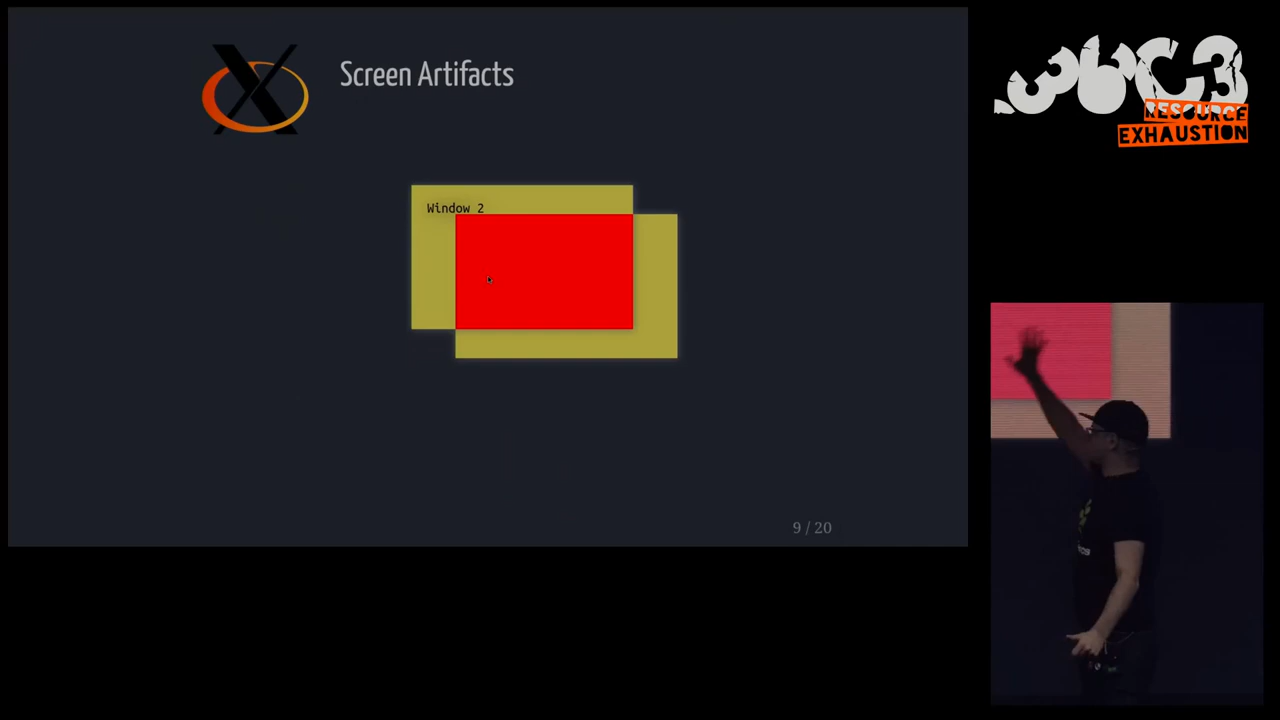 Screen Artifacts
Window 2
9 / 20
36C3
RESOURCE
EXHAUSTION